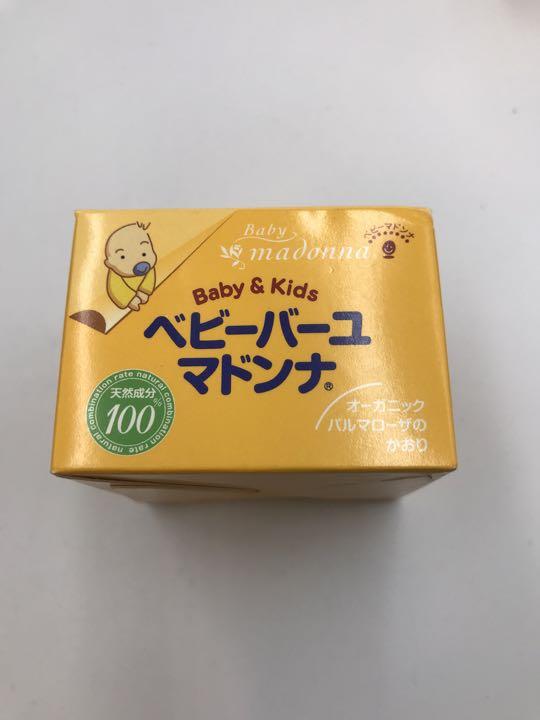 Baby
madonna
ベビーマドンナ
Baby & Kids
ベビーバーユ
マドンナ®
natural combination rate natural combination rate
天然成分
100%
オーガニック
パルマローザの
かおり